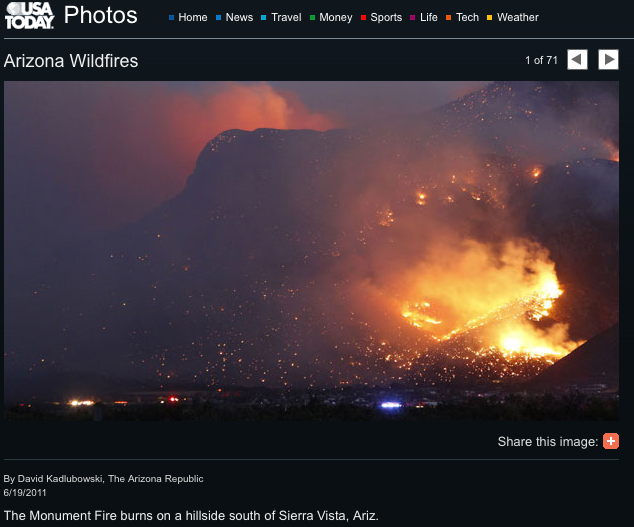 USA TODAY. Photos Home News Travel Money Sports Life Tech Weather
Arizona Wildfires 1 of 71
Share this image:
By David Kadlubowski, The Arizona Republic
6/19/2011
The Monument Fire burns on a hillside south of Sierra Vista, Ariz.